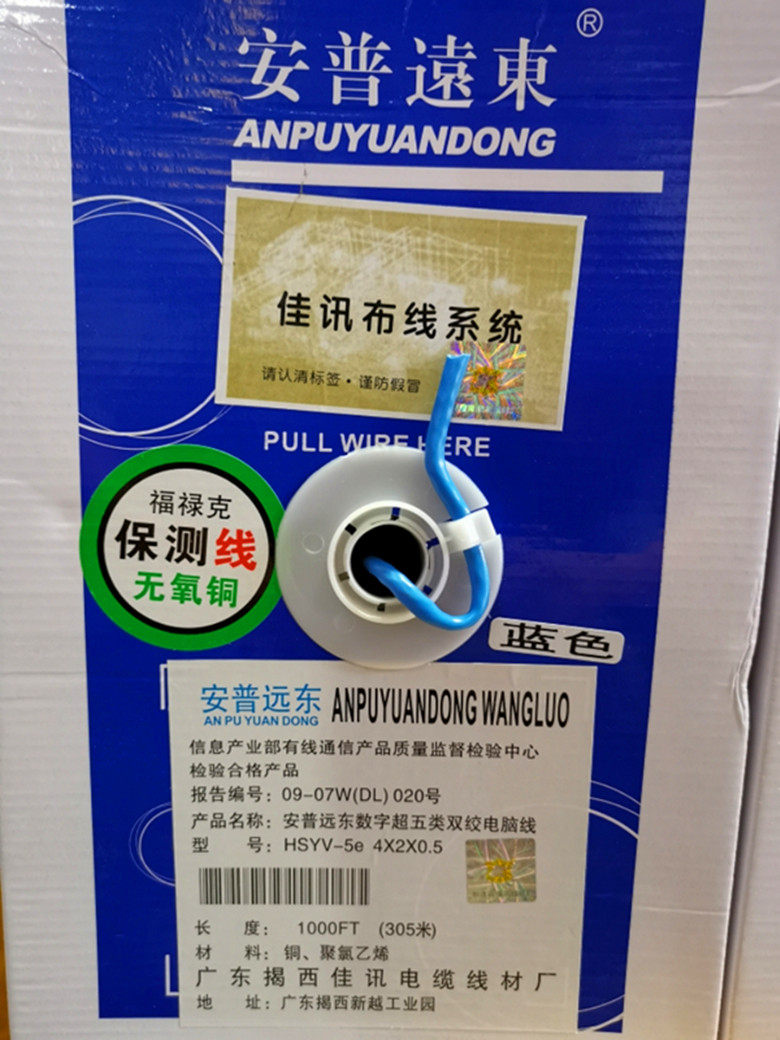 安普遠東®
ANPUYUANDONG
佳讯布线系统
请认清标签·谨防假冒
PULL WIRE HERE
福禄克
保测线
无氧铜
蓝色
安普远东 ANPUYUANDONG WANGLUO
AN PU YUAN DONG
信息产业部有线通信产品质量监督检验中心
检验合格产品
报告编号：09-07W(DL) 020号
产品名称：安普远东数字超五类双绞电脑线
型 号：HSYV-5e 4X2X0.5
长 度：1000FT (305米)
材 料：铜、聚氯乙烯
广东揭西佳讯电缆线材厂
地 址：广东揭西新越工业园